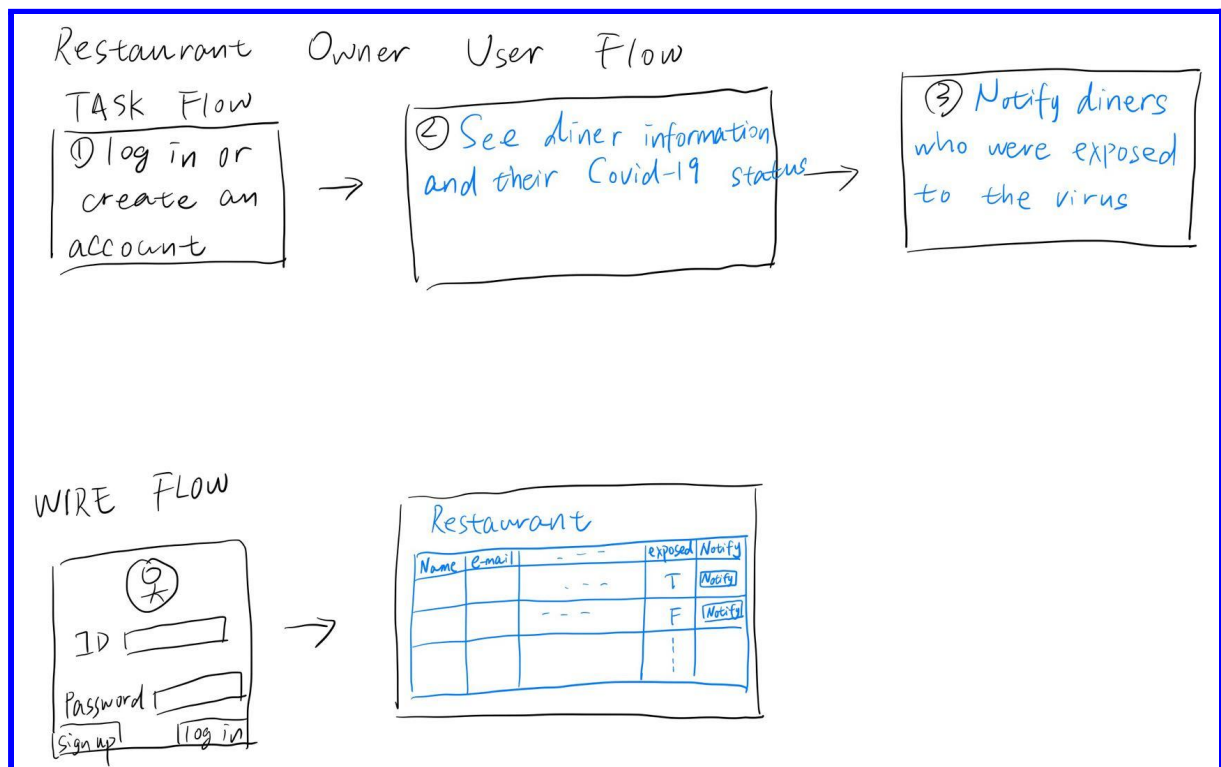 Restaurant Owner User Flow
TASK Flow
① log in or
create an
account
② See diner information
and their Covid-19 status
③ Notify diners
who were exposed
to the virus
WIRE FLOW
ID
Password
Sign up log in
Restaurant
Name e-mail --- exposed Notify
--- T Notify
--- F Notify